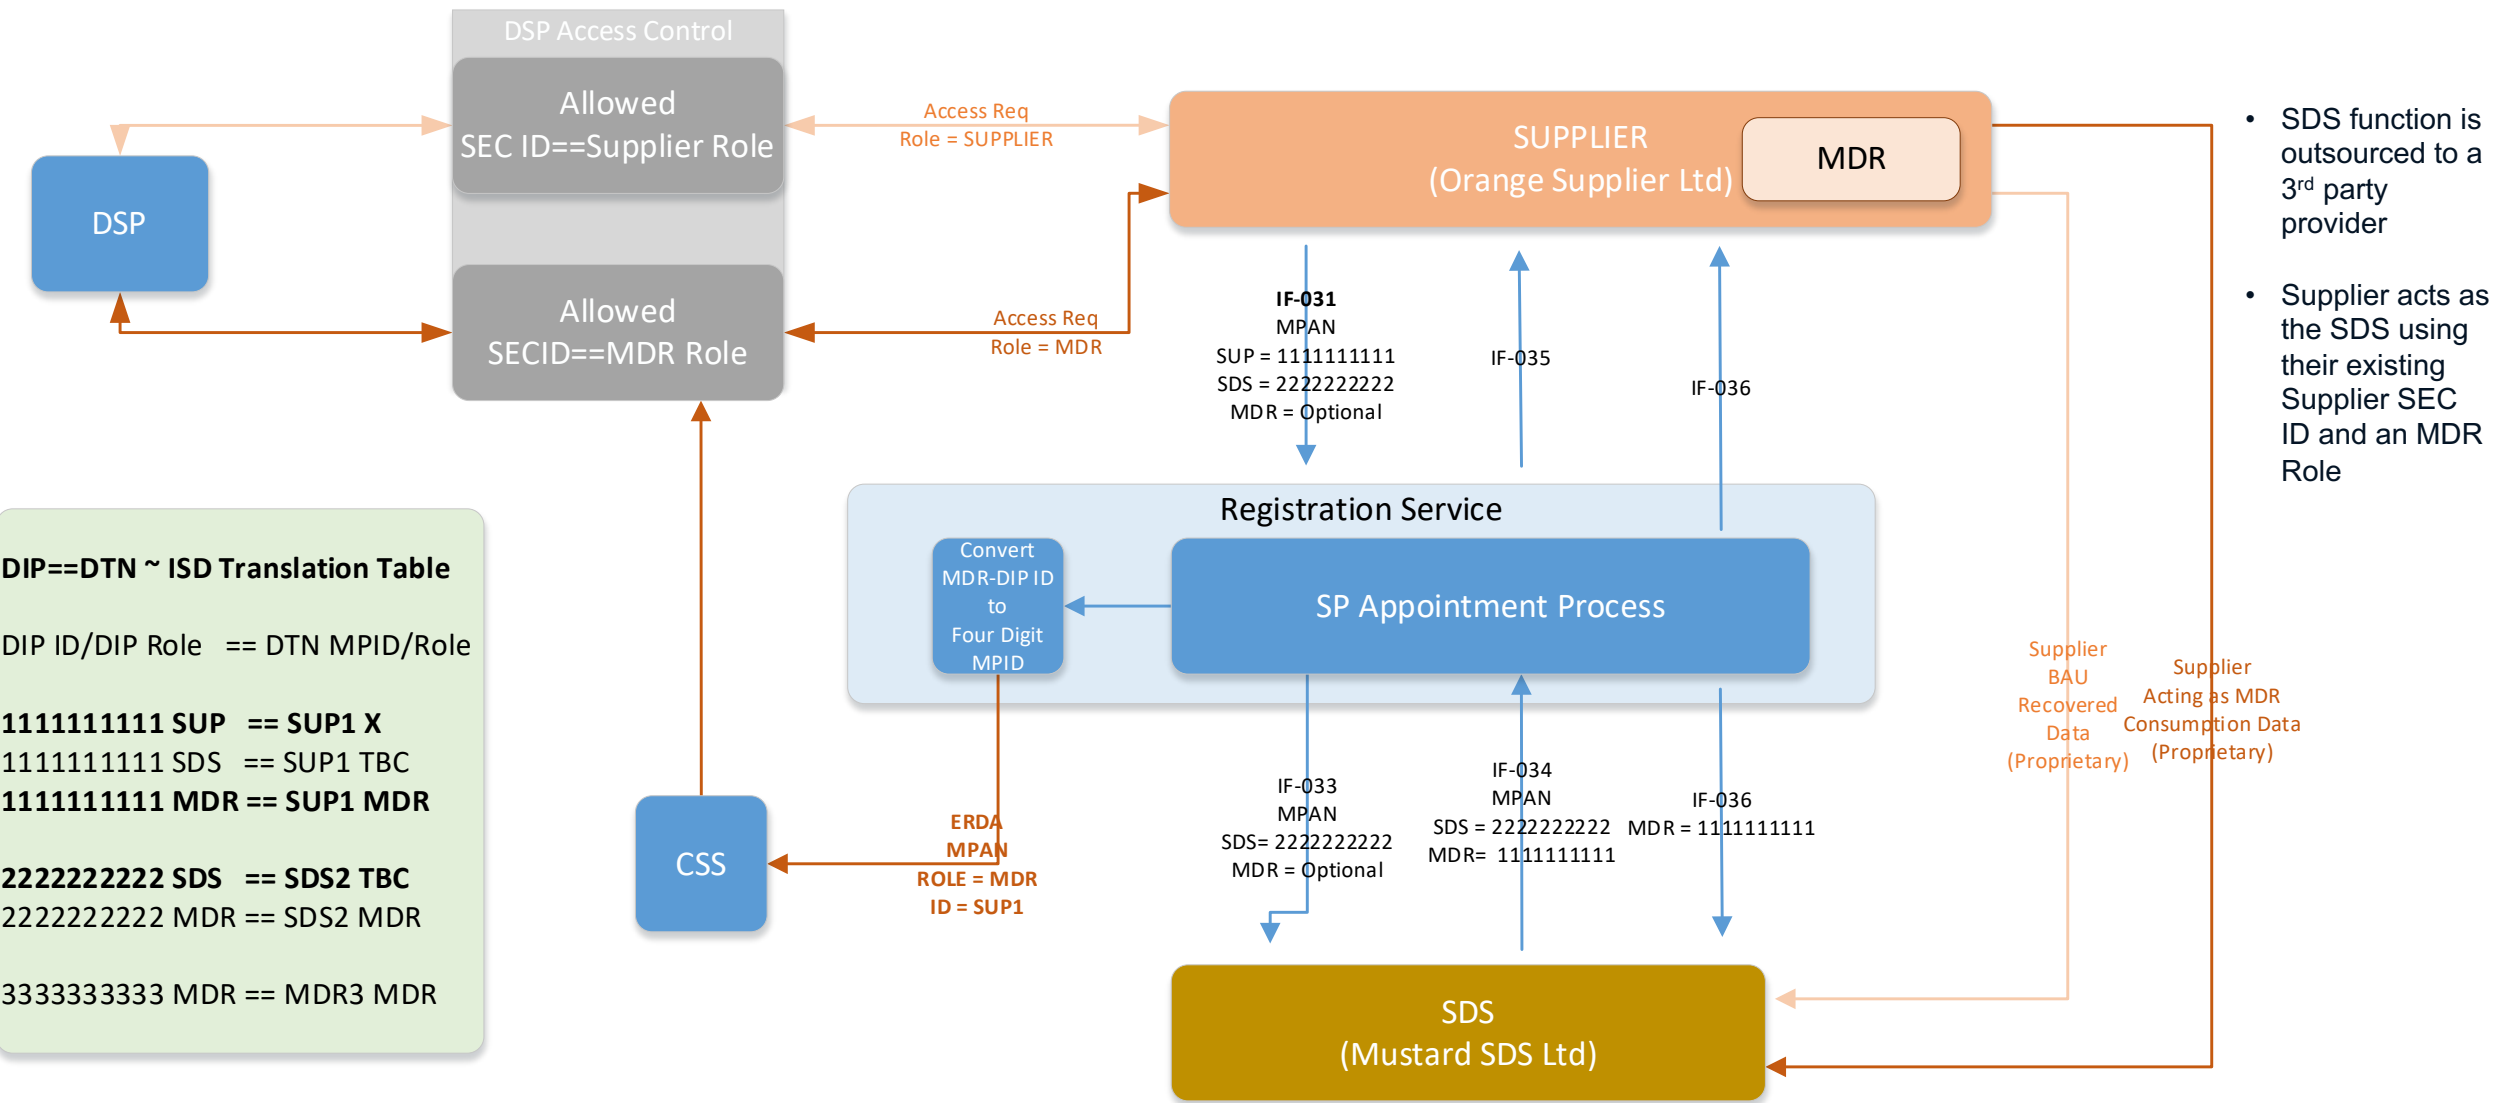 DSP Access Control
Allowed
SEC ID==Supplier Role
Allowed
SECID==MDR Role
DSP
Access Req
Role = SUPPLIER
Access Req
Role = MDR
SUPPLIER
(Orange Supplier Ltd)
MDR
• SDS function is
outsourced to a
3rd party
provider
• Supplier acts as
the SDS using
their existing
Supplier SEC
ID and an MDR
Role
IF-031
MPAN
SUP = 1111111111
SDS = 2222222222
MDR = Optional
IF-035
IF-036
Registration Service
Convert
MDR-DIP ID
to
Four Digit
MPID
SP Appointment Process
DIP==DTN ~ ISD Translation Table
DIP ID/DIP Role == DTN MPID/Role
1111111111 SUP == SUP1 X
1111111111 SDS == SUP1 TBC
1111111111 MDR == SUP1 MDR
2222222222 SDS == SDS2 TBC
2222222222 MDR == SDS2 MDR
3333333333 MDR == MDR3 MDR
CSS
ERDA
MPAN
ROLE = MDR
ID = SUP1
IF-033
MPAN
SDS= 2222222222
MDR = Optional
IF-034
MPAN
SDS = 2222222222
MDR= 1111111111
IF-036
MDR = 1111111111
Supplier
BAU
Recovered
Data
(Proprietary)
Supplier
Acting as MDR
Consumption Data
(Proprietary)
SDS
(Mustard SDS Ltd)